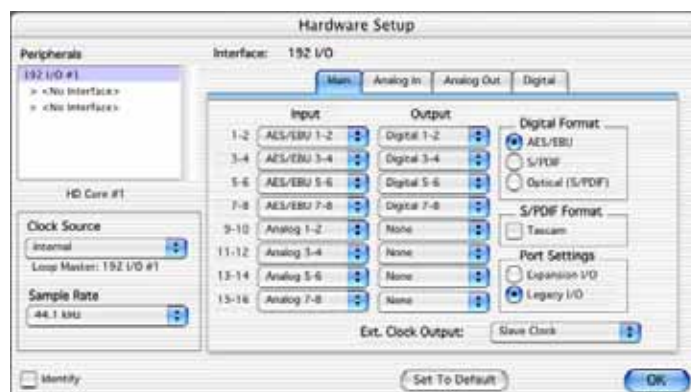 Hardware Setup
Peripherals
192 I/O #1
> <No Interface>
> <No Interface>
HD Core #1
Clock Source
Internal
Loop Master: 192 I/O #1
Sample Rate
44.1 kHz
Identify
Interface: 192 I/O
Main Analog In Analog Out Digital
Input Output
1-2 AES/EBU 1-2 Digital 1-2
3-4 AES/EBU 3-4 Digital 3-4
5-6 AES/EBU 5-6 Digital 5-6
7-8 AES/EBU 7-8 Digital 7-8
9-10 Analog 1-2 None
11-12 Analog 3-4 None
13-14 Analog 5-6 None
15-16 Analog 7-8 None
Digital Format
AES/EBU
S/PDIF
Optical (S/PDIF)
S/PDIF Format
Tascam
Port Settings
Expansion I/O
Legacy I/O
Ext. Clock Output: Slave Clock
Set To Default
OK